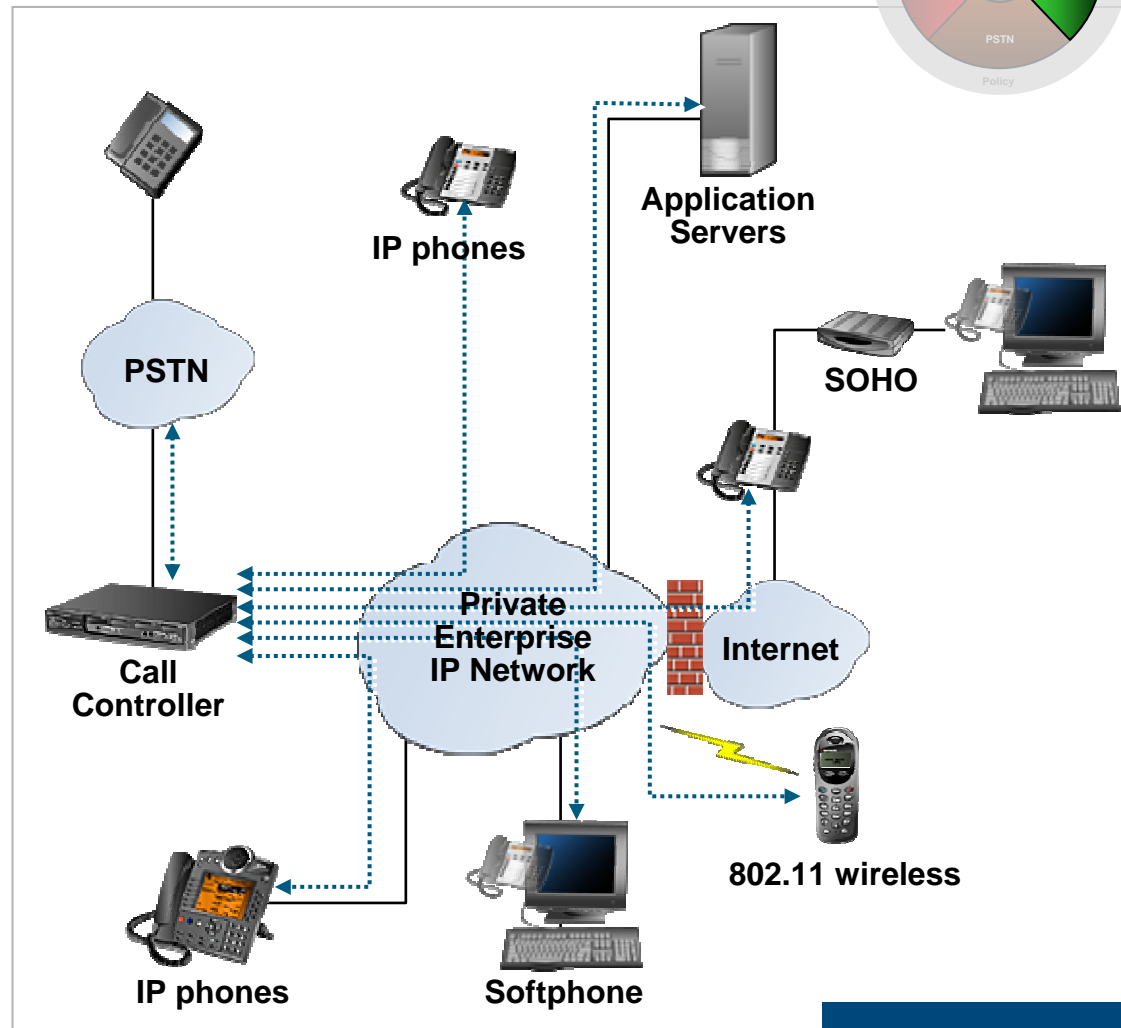 PSTN
Policy
Application
Servers
IP phones
PSTN
SOHO
Private
Enterprise
IP Network
Internet
Call
Controller
802.11 wireless
IP phones
Softphone